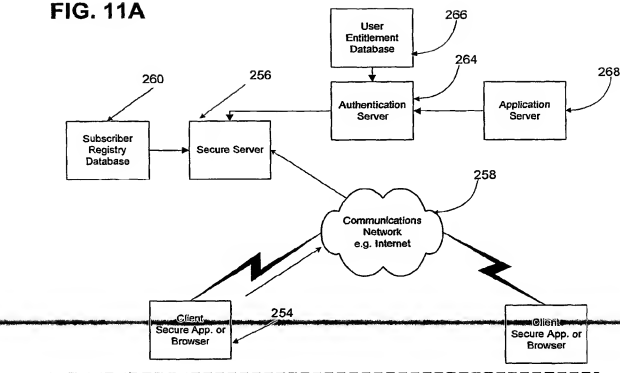 FIG. 11A
User
Entitlement
Database
266
264
260
256
268
Authentication
Server
Application
Server
Subscriber
Registry
Database
Secure Server
258
Communications
Network
e.g. Internet
Client
Secure App. or
Browser
254
Client
Secure App. or
Browser